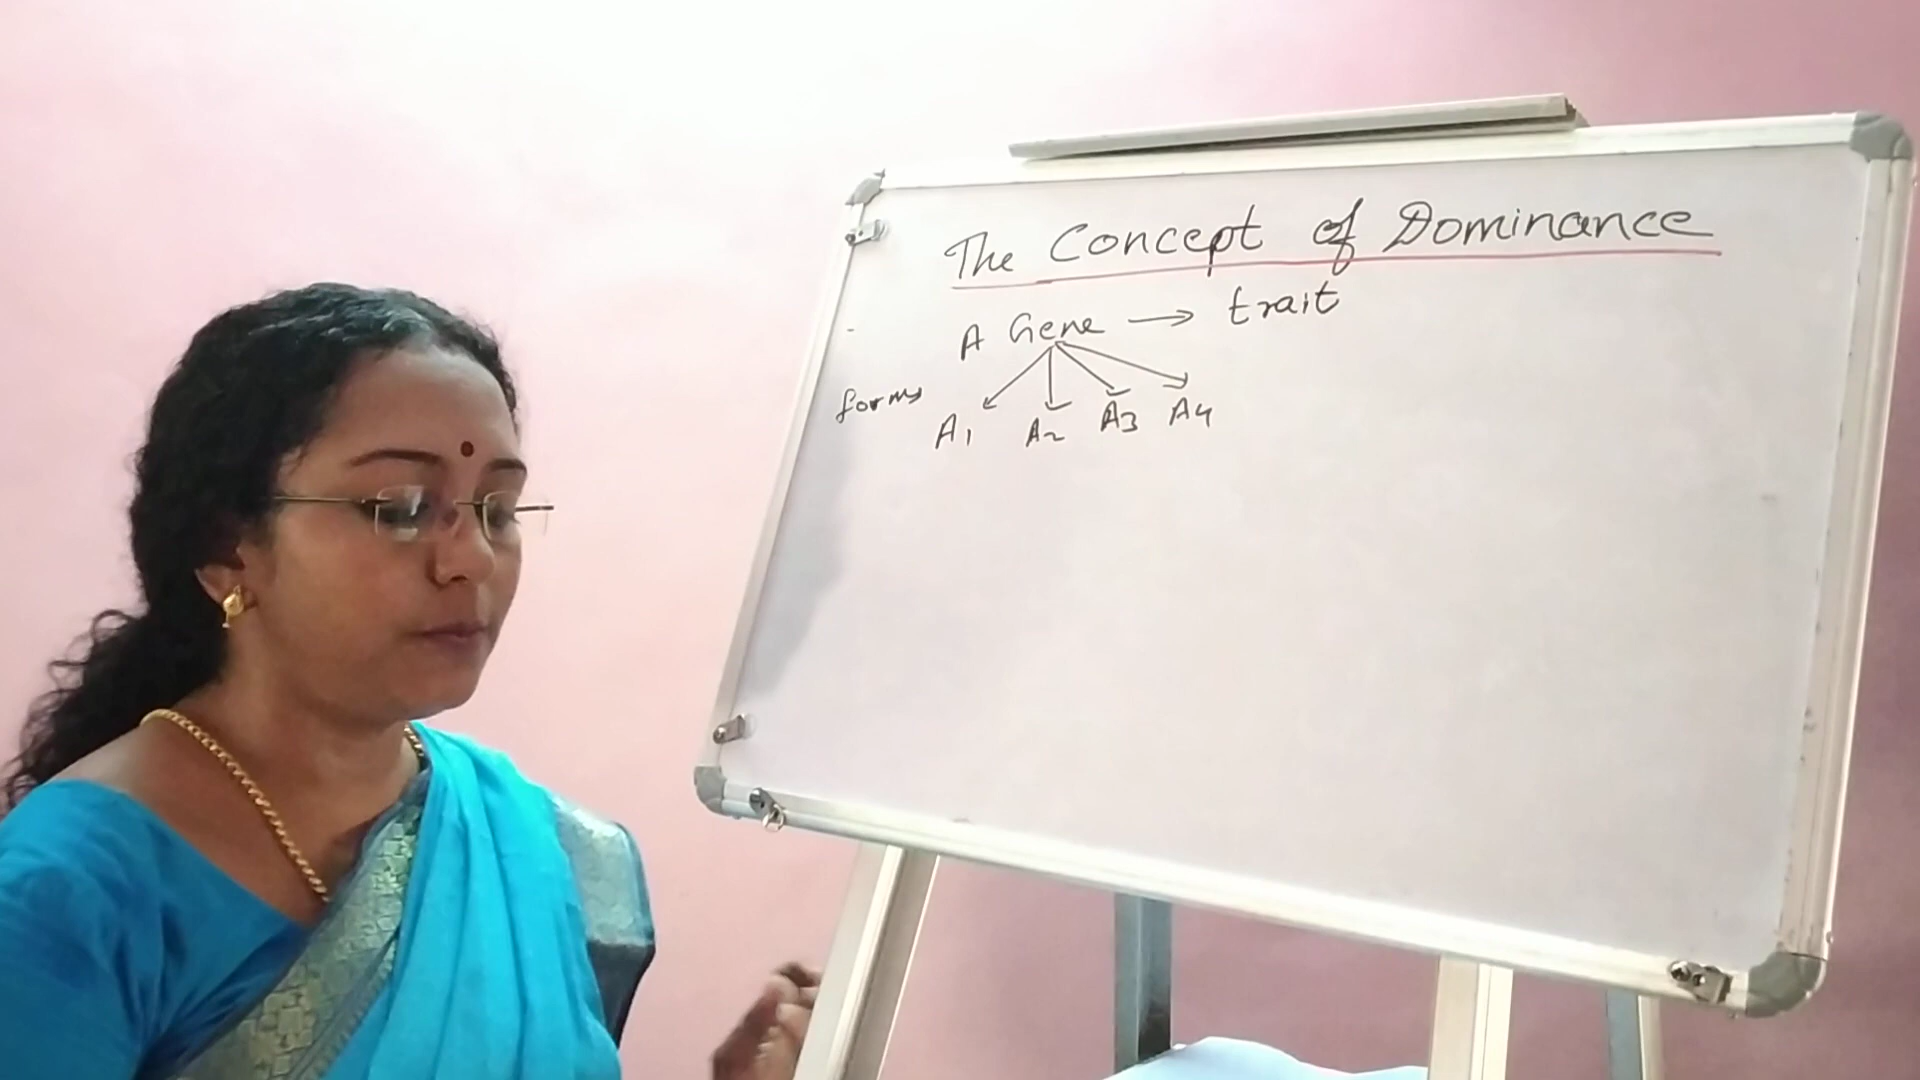 The Concept of Dominance
A Gene → trait
forms A1 A2 A3 A4